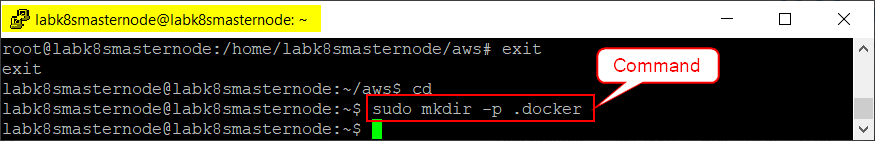 labk8smasternode@labk8smasternode: ~
root@labk8smasternode:/home/labk8smasternode/aws# exit
exit
labk8smasternode@labk8smasternode:~/aws$ cd
Command
labk8smasternode@labk8smasternode:~$ sudo mkdir -p .docker
labk8smasternode@labk8smasternode:~$